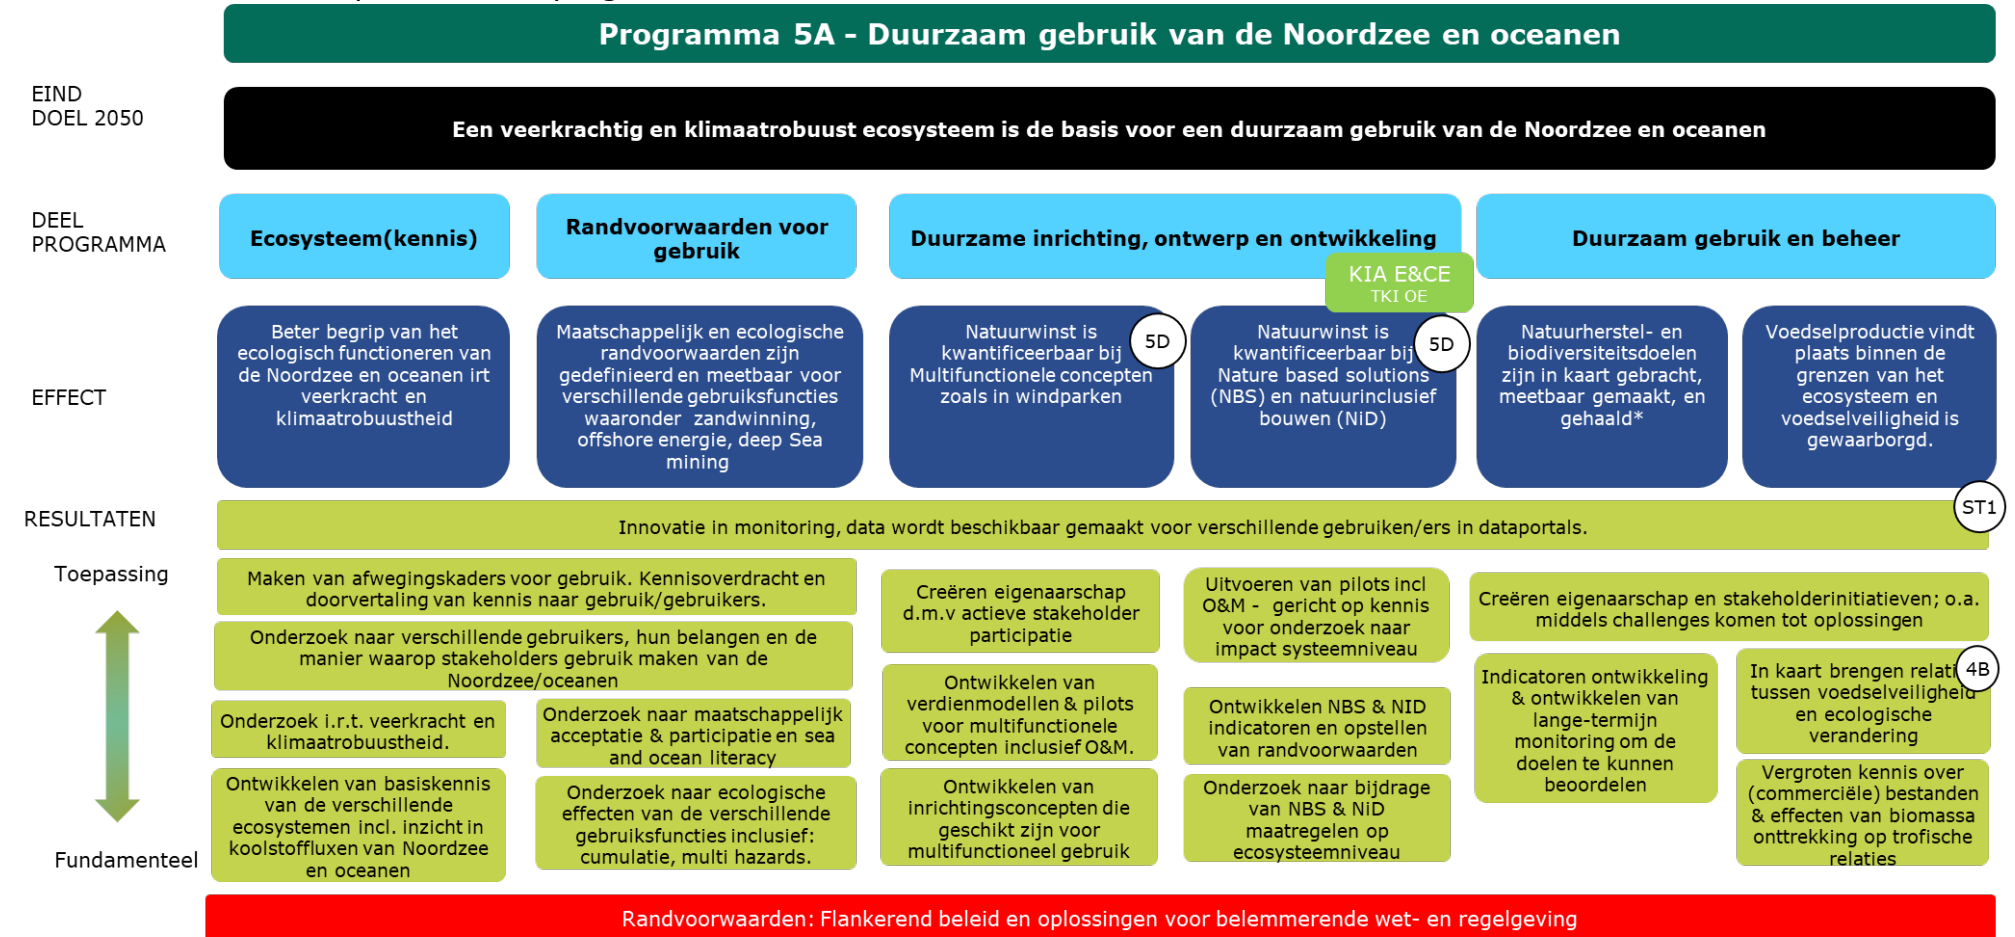 Programma 5A - Duurzaam gebruik van de Noordzee en oceanen
EIND
DOEL 2050
Een veerkrachtig en klimaatrobuust ecosysteem is de basis voor een duurzaam gebruik van de Noordzee en oceanen
DEEL
PROGRAMMA
Ecosysteem(kennis)
Randvoorwaarden voor
gebruik
Duurzame inrichting, ontwerp en ontwikkeling
KIA E&CE
TKI OE
Duurzaam gebruik en beheer
EFFECT
Beter begrip van het
ecologisch functioneren van
de Noordzee en oceanen irt
veerkracht en
klimaatrobuustheid
Maatschappelijk en ecologische
randvoorwaarden zijn
gedefinieerd en meetbaar voor
verschillende gebruiksfuncties
waaronder zandwinning,
offshore energie, deep Sea
mining
Natuurwinst is
kwantificeerbaar bij
Multifunctionele concepten
zoals in windparken
5D
Natuurwinst is
kwantificeerbaar bij
Nature based solutions
(NBS) en natuurinclusief
bouwen (NiD)
5D
Natuurherstel- en
biodiversiteitsdoelen
zijn in kaart gebracht,
meetbaar gemaakt, en
gehaald*
Voedselproductie vindt
plaats binnen de
grenzen van het
ecosysteem en
voedselveiligheid is
gewaarborgd.
RESULTATEN
Innovatie in monitoring, data wordt beschikbaar gemaakt voor verschillende gebruiken/ers in dataportals.
ST1
Toepassing
Fundamenteel
Maken van afwegingskaders voor gebruik. Kennisoverdracht en
doorvertaling van kennis naar gebruik/gebruikers.
Onderzoek naar verschillende gebruikers, hun belangen en de
manier waarop stakeholders gebruik maken van de
Noordzee/oceanen
Onderzoek i.r.t. veerkracht en
klimaatrobuustheid.
Ontwikkelen van basiskennis
van de verschillende
ecosystemen incl. inzicht in
koolstoffluxen van Noordzee
en oceanen
Onderzoek naar maatschappelijk
acceptatie & participatie en sea
and ocean literacy
Onderzoek naar ecologische
effecten van de verschillende
gebruiksfuncties inclusief:
cumulatie, multi hazards.
Creëren eigenaarschap
d.m.v actieve stakeholder
participatie
Ontwikkelen van
verdienmodellen & pilots
voor multifunctionele
concepten inclusief O&M.
Ontwikkelen van
inrichtingsconcepten die
geschikt zijn voor
multifunctioneel gebruik
Uitvoeren van pilots incl
O&M - gericht op kennis
voor onderzoek naar
impact systeemniveau
Ontwikkelen NBS & NID
indicatoren en opstellen
van randvoorwaarden
Onderzoek naar bijdrage
van NBS & NiD
maatregelen op
ecosysteemniveau
Creëren eigenaarschap en stakeholderinitiatieven; o.a.
middels challenges komen tot oplossingen
Indicatoren ontwikkeling
& ontwikkelen van
lange-termijn
monitoring om de
doelen te kunnen
beoordelen
In kaart brengen relati
tussen voedselveiligheid
en ecologische
verandering
4B
Vergroten kennis over
(commerciële) bestanden
& effecten van biomassa
onttrekking op trofische
relaties
Randvoorwaarden: Flankerend beleid en oplossingen voor belemmerende wet- en regelgeving